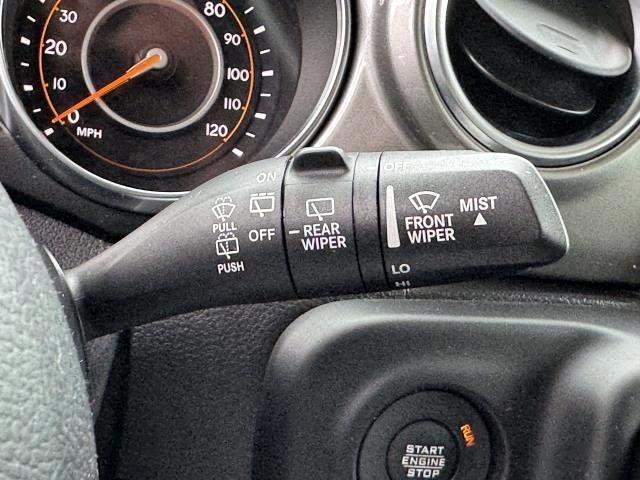 30
20
10
0
MPH
120
80
90
100
110
120
ON
OFF
PULL
PUSH
REAR
WIPER
OFF
FRONT
WIPER
MIST
LO
RUN
START
ENGINE
STOP